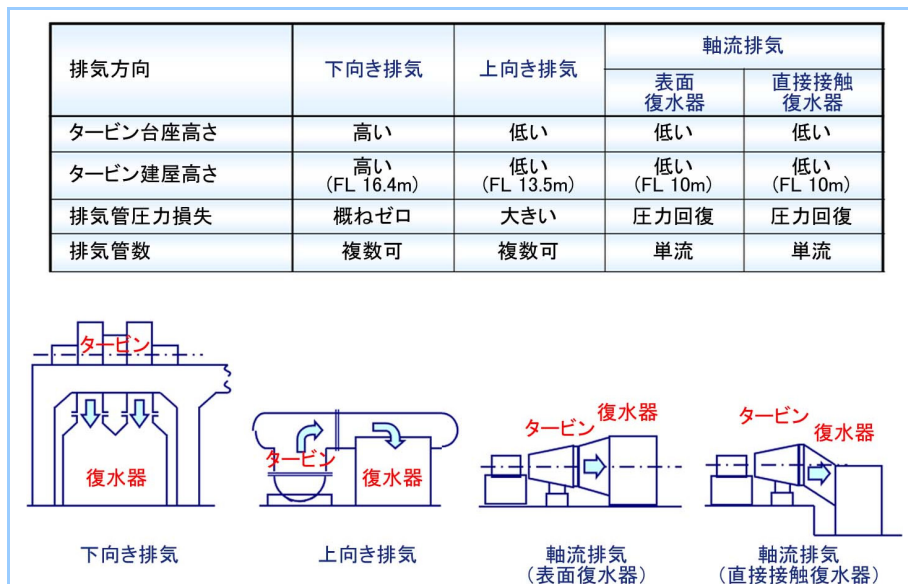 排気方向 下向き排気 上向き排気 軸流排気
表面 直接接触
復水器 復水器
タービン台座高さ 高い 低い 低い 低い
タービン建屋高さ 高い 低い 低い 低い
(FL 16.4m) (FL 13.5m) (FL 10m) (FL 10m)
排気管圧力損失 概ねゼロ 大きい 圧力回復 圧力回復
排気管数 複数可 複数可 単流 単流
タービン
復水器
下向き排気
タービン
復水器
上向き排気
タービン
復水器
軸流排気
(表面復水器)
タービン
復水器
軸流排気
(直接接触復水器)